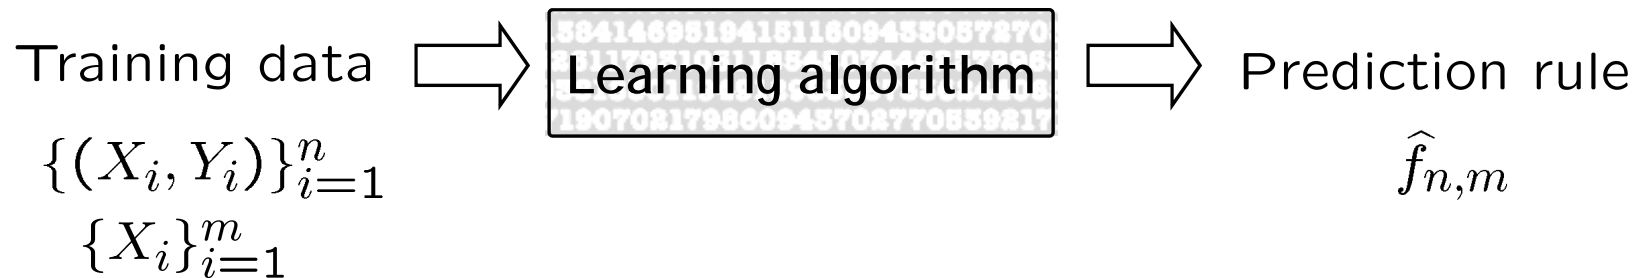 Training data
Learning algorithm
Prediction rule
{(X_i, Y_i)}_{i=1}^n
{X_i}_{i=1}^m
\widehat{f}_{n,m}